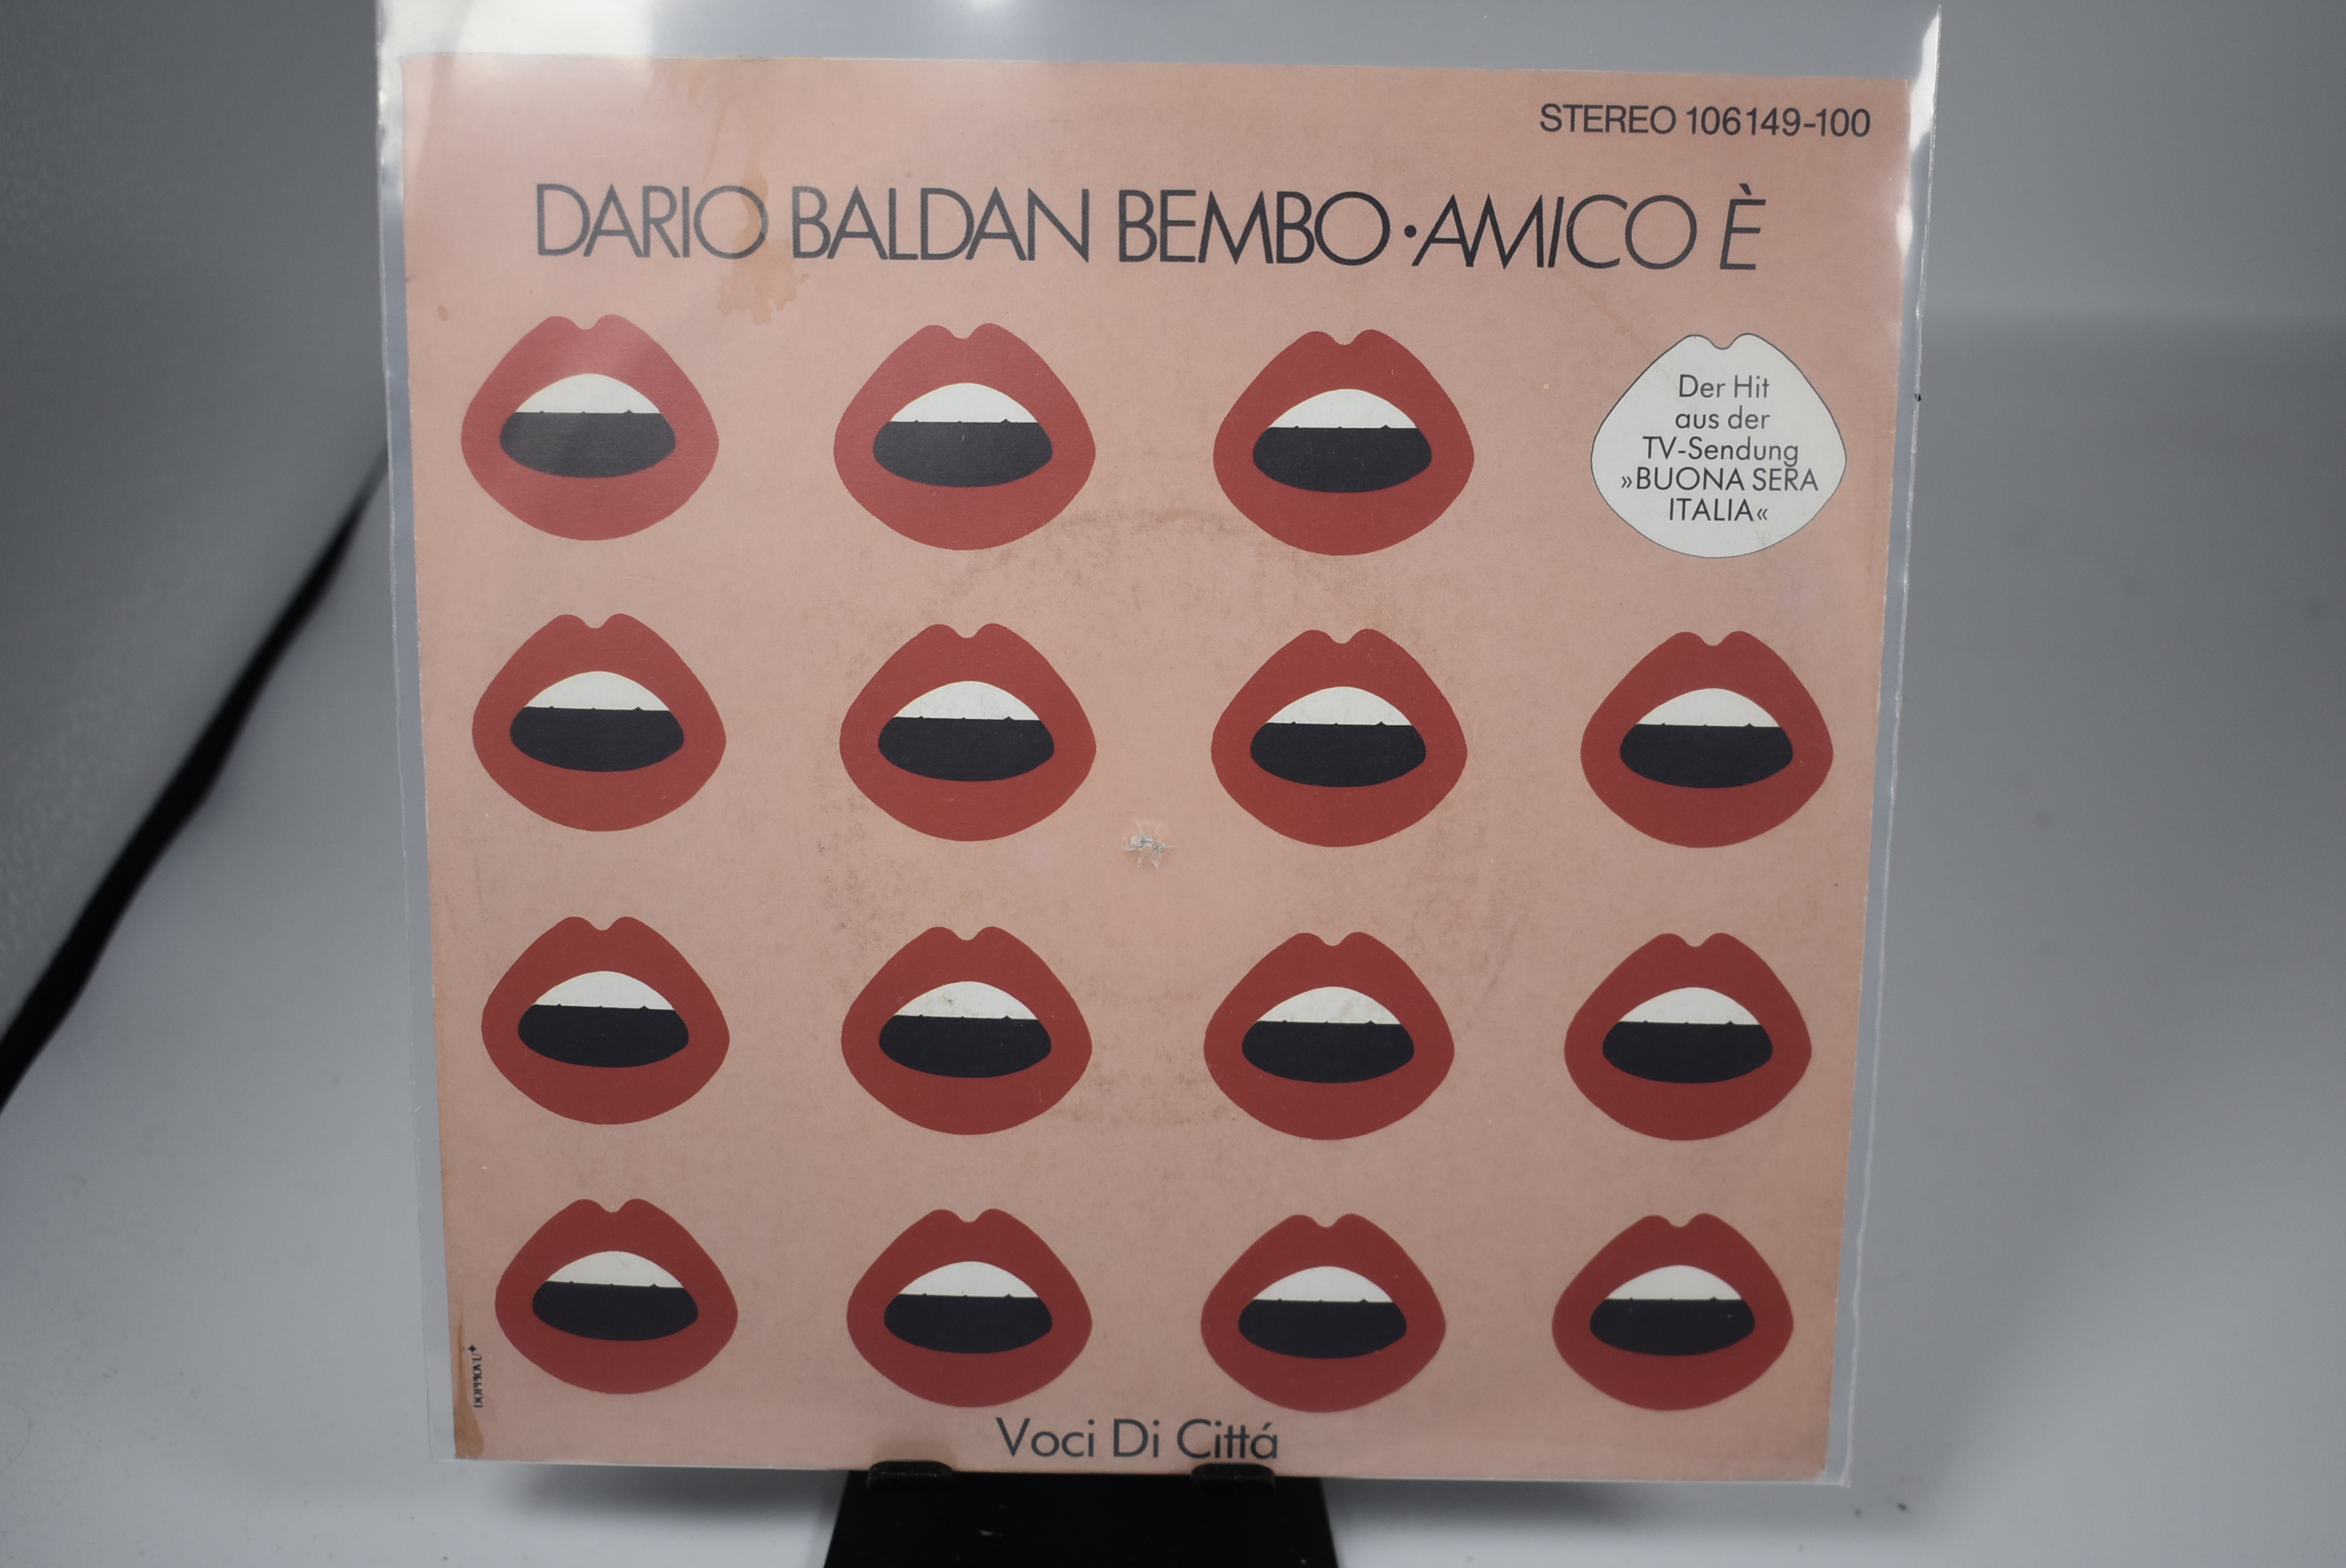 STEREO 106149-100
DARIO BALDAN BEMBO · AMICO È
Der Hit
aus der
TV-Sendung
»BUONA SERA
ITALIA«
DOPPIOVU
Voci Di Cittá